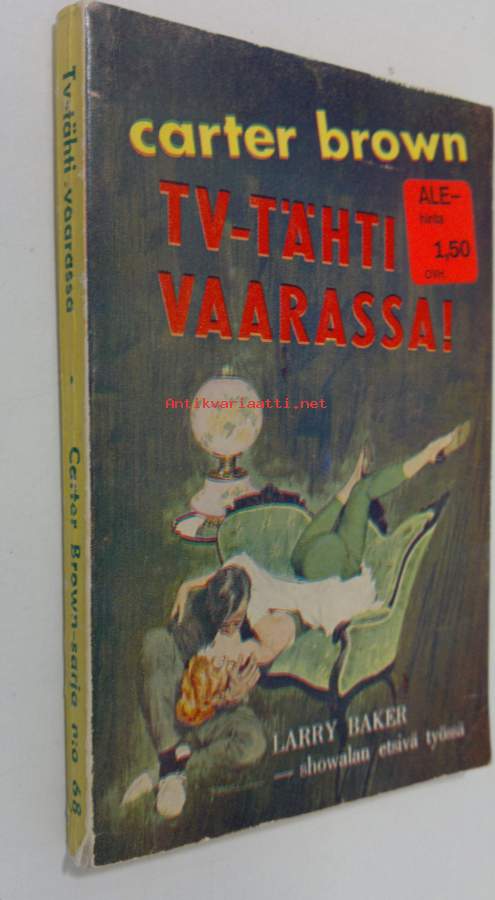 carter brown
TV-TÄHTI
VAARASSA!
ALE-
hinta
1,50
OVH.
Antikvariaatti.net
LARRY BAKER
— showalan etsivä työssä
Tv-tähti vaarassa • Carter Brown-sarja n:o 68